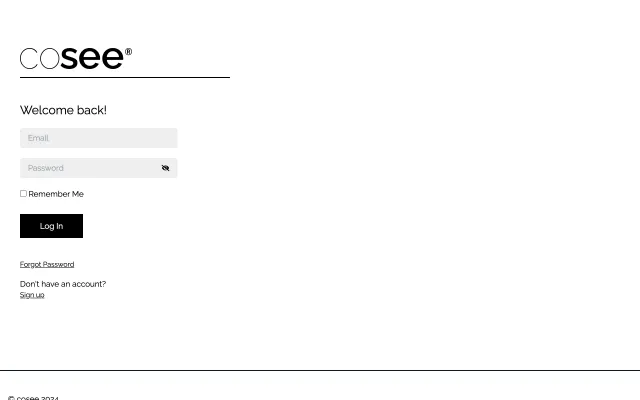 cosee®
Welcome back!
Email
Password
Remember Me
Log In
Forgot Password
Don't have an account?
Sign up
© cosee 2024